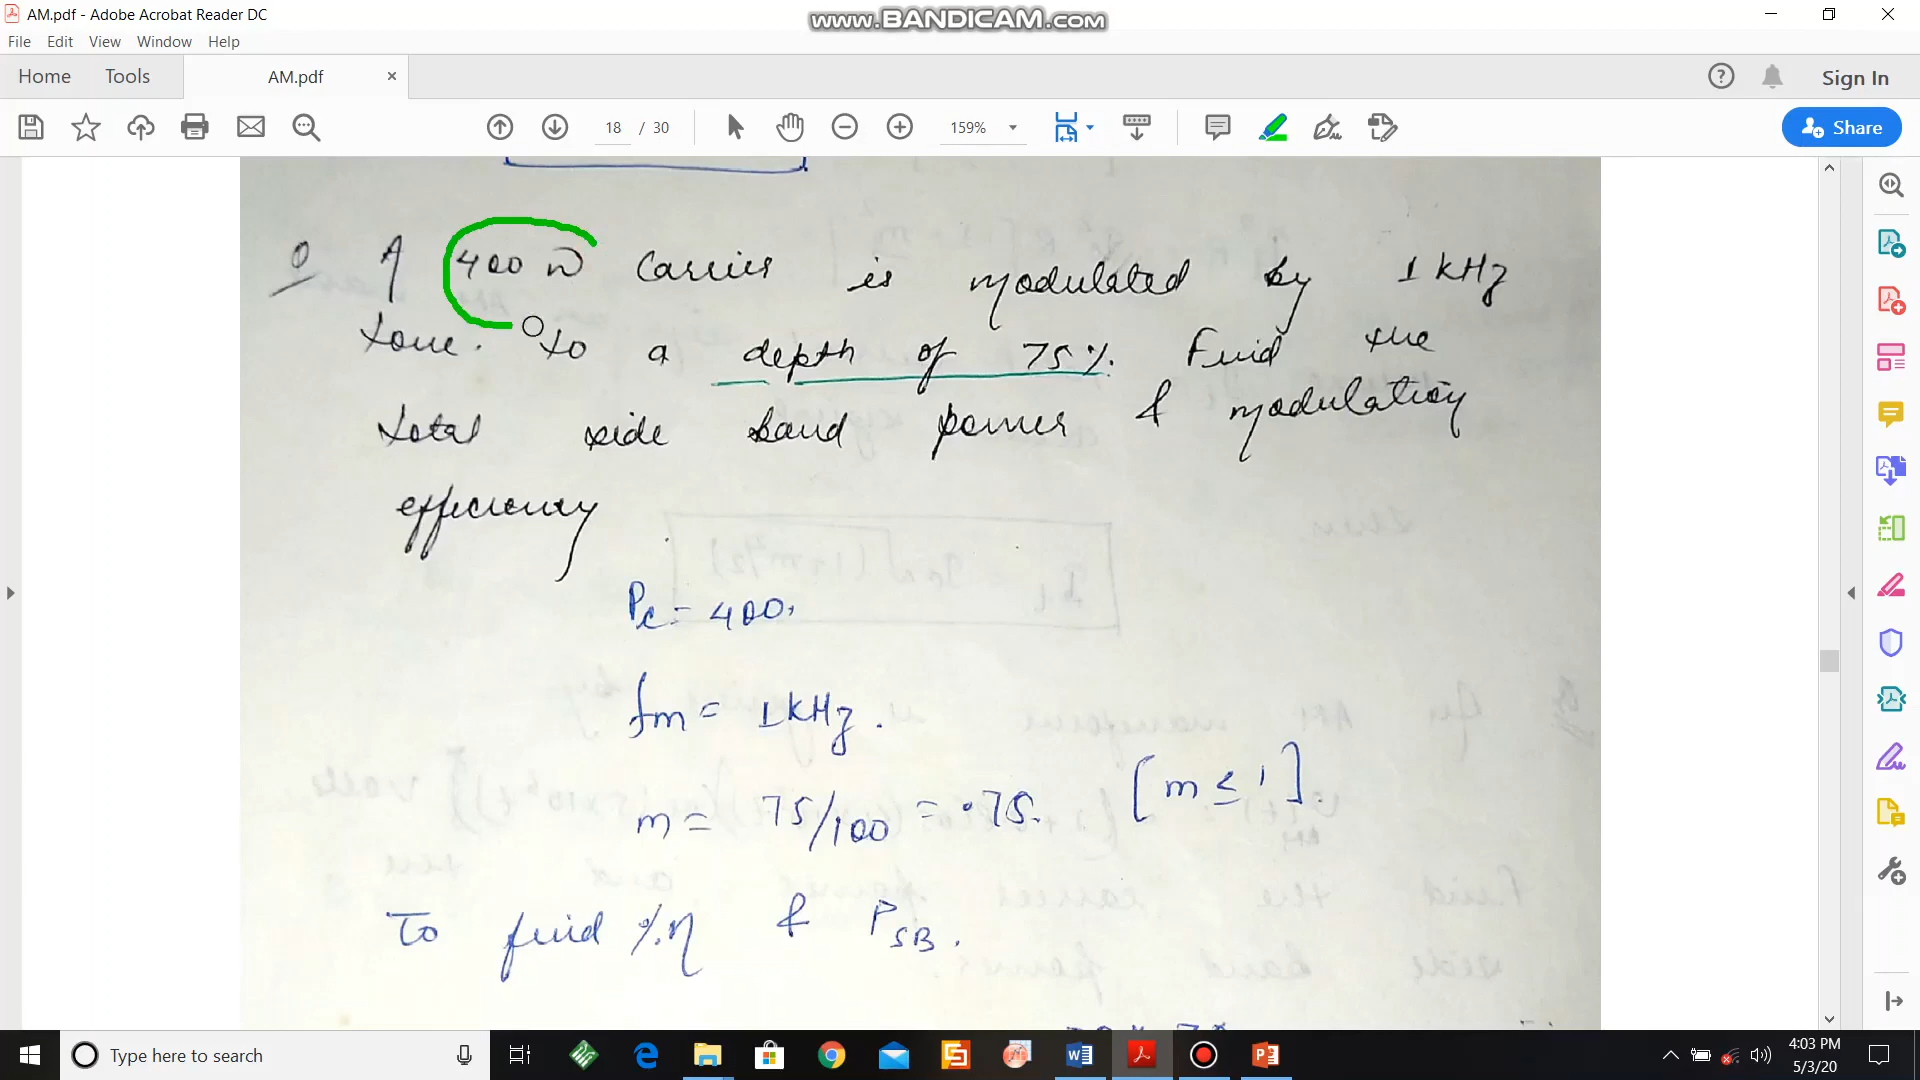 AM.pdf - Adobe Acrobat Reader DC
www.BANDICAM.com
File Edit View Window Help
Home Tools AM.pdf × Sign In
18 / 30 159% Share
Q A 400 W Carrier is modulated by 1 kHz
tone. to a depth of 75%. Find the
total side band power & modulation
efficiency
Pc = 400.
fm = 1kHz.
m = 75/100 = .75. [m ≤ 1].
To find %η & PSB.
Type here to search
4:03 PM
5/3/20